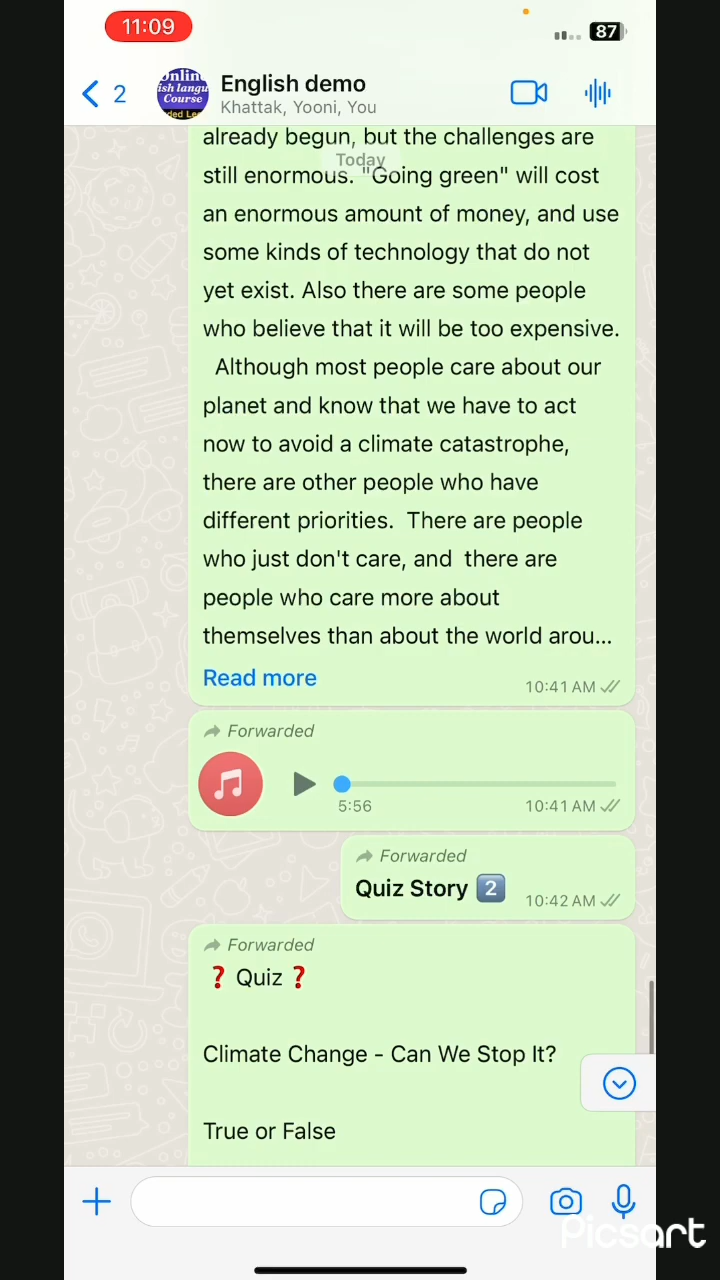 11:09
87
2
Online
ish langu
Course
ded Le
English demo
Khattak, Yooni, You
already begun, but the challenges are
Today
still enormous. "Going green" will cost
an enormous amount of money, and use
some kinds of technology that do not
yet exist. Also there are some people
who believe that it will be too expensive.
Although most people care about our
planet and know that we have to act
now to avoid a climate catastrophe,
there are other people who have
different priorities.  There are people
who just don't care, and  there are
people who care more about
themselves than about the world arou...
Read more
10:41 AM
Forwarded
5:56
10:41 AM
Forwarded
Quiz Story 2️⃣
10:42 AM
Forwarded
❓ Quiz ❓
Climate Change - Can We Stop It?
True or False
Picsart